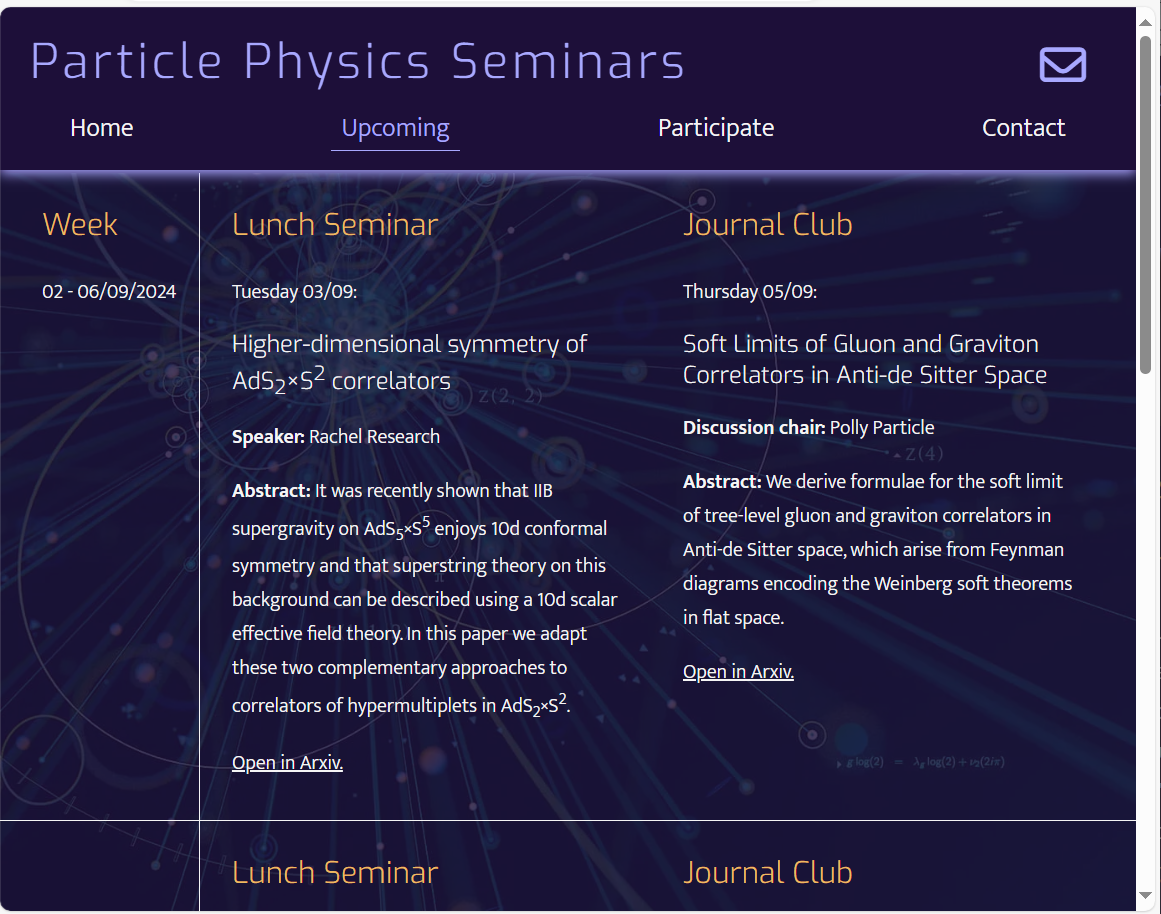 Particle Physics Seminars
Home Upcoming Participate Contact
Week
02 - 06/09/2024
Lunch Seminar
Tuesday 03/09:
Higher-dimensional symmetry of
AdS₂×S² correlators
Speaker: Rachel Research
Abstract: It was recently shown that IIB
supergravity on AdS₅×S⁵ enjoys 10d conformal
symmetry and that superstring theory on this
background can be described using a 10d scalar
effective field theory. In this paper we adapt
these two complementary approaches to
correlators of hypermultiplets in AdS₂×S².
Open in Arxiv.
Journal Club
Thursday 05/09:
Soft Limits of Gluon and Graviton
Correlators in Anti-de Sitter Space
Discussion chair: Polly Particle
Abstract: We derive formulae for the soft limit
of tree-level gluon and graviton correlators in
Anti-de Sitter space, which arise from Feynman
diagrams encoding the Weinberg soft theorems
in flat space.
Open in Arxiv.
Z(2, 2)
Z(4)
Lunch Seminar
Journal Club